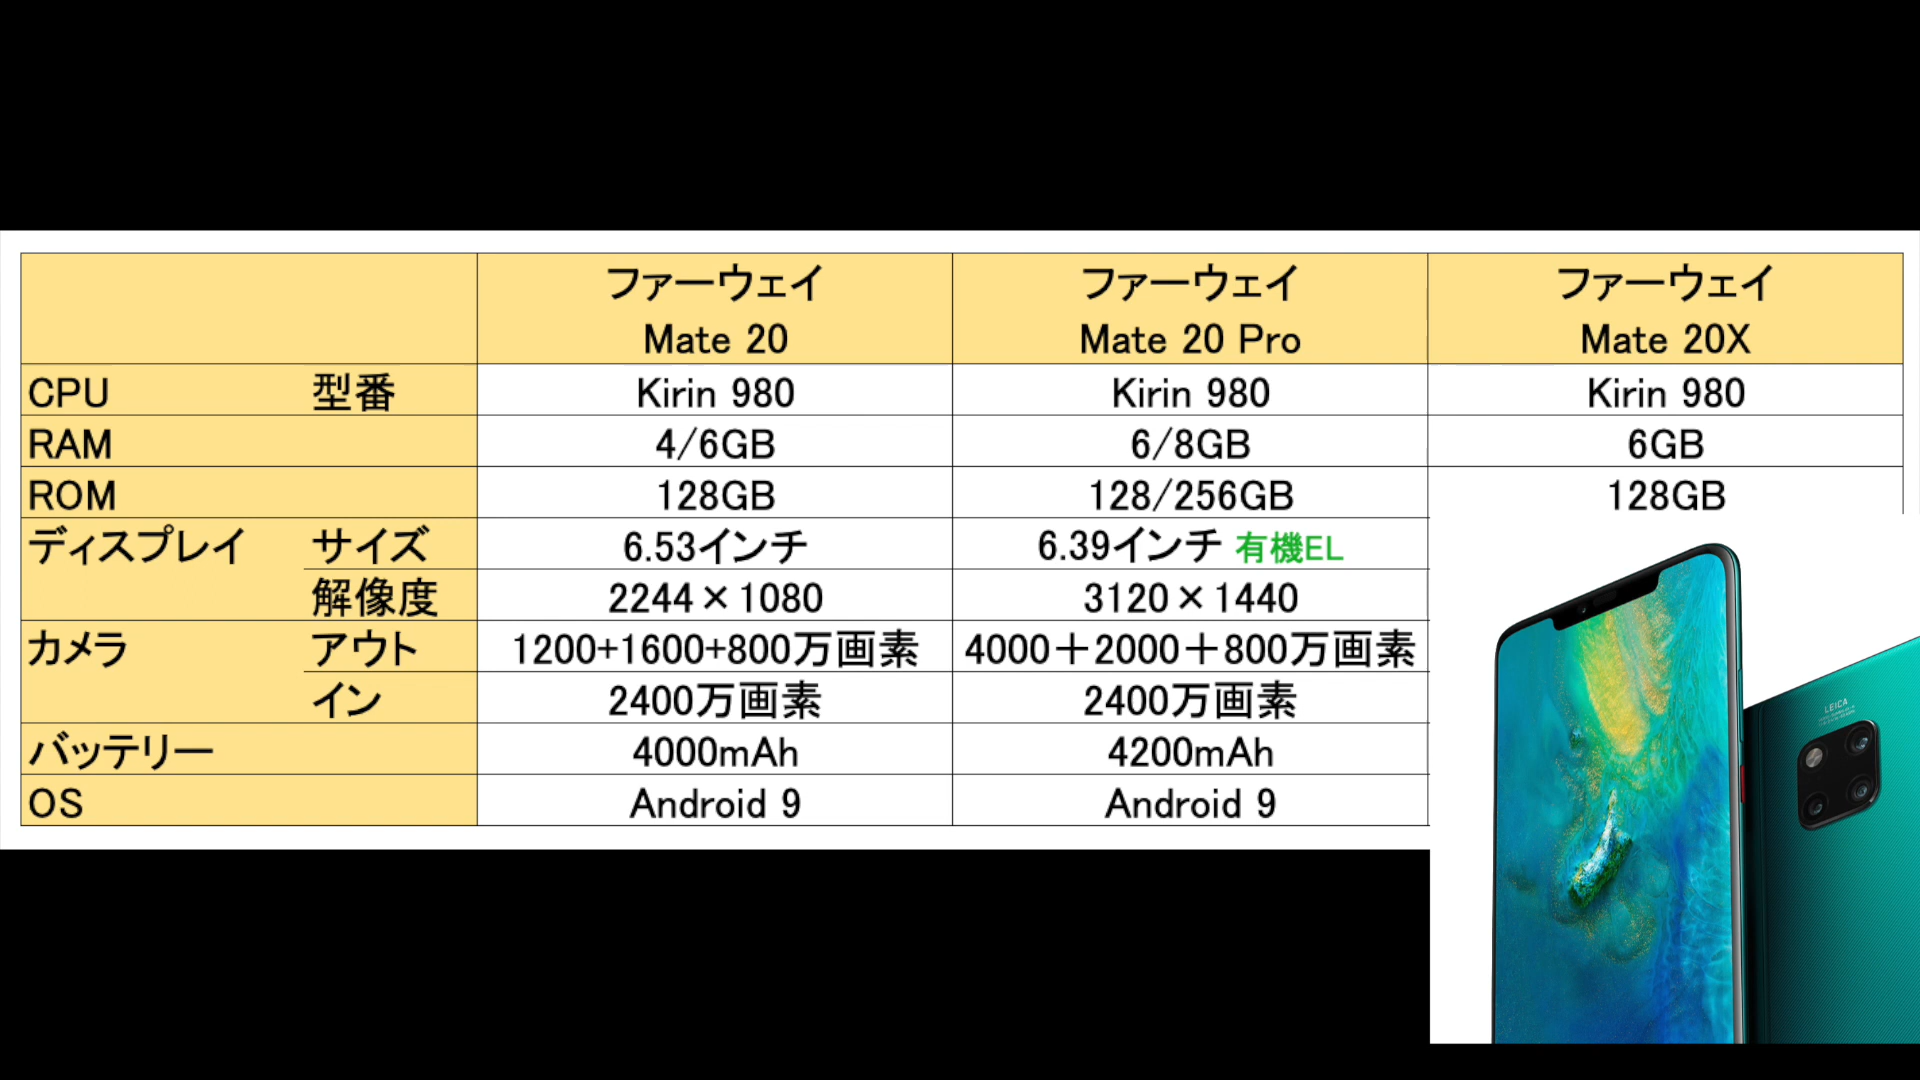 ファーウェイ ファーウェイ ファーウェイ
Mate 20 Mate 20 Pro Mate 20X
CPU 型番 Kirin 980 Kirin 980 Kirin 980
RAM 4/6GB 6/8GB 6GB
ROM 128GB 128/256GB 128GB
ディスプレイ サイズ 6.53インチ 6.39インチ 有機EL
解像度 2244×1080 3120×1440
カメラ アウト 1200+1600+800万画素 4000＋2000＋800万画素
イン 2400万画素 2400万画素
バッテリー 4000mAh 4200mAh
OS Android 9 Android 9
LEICA